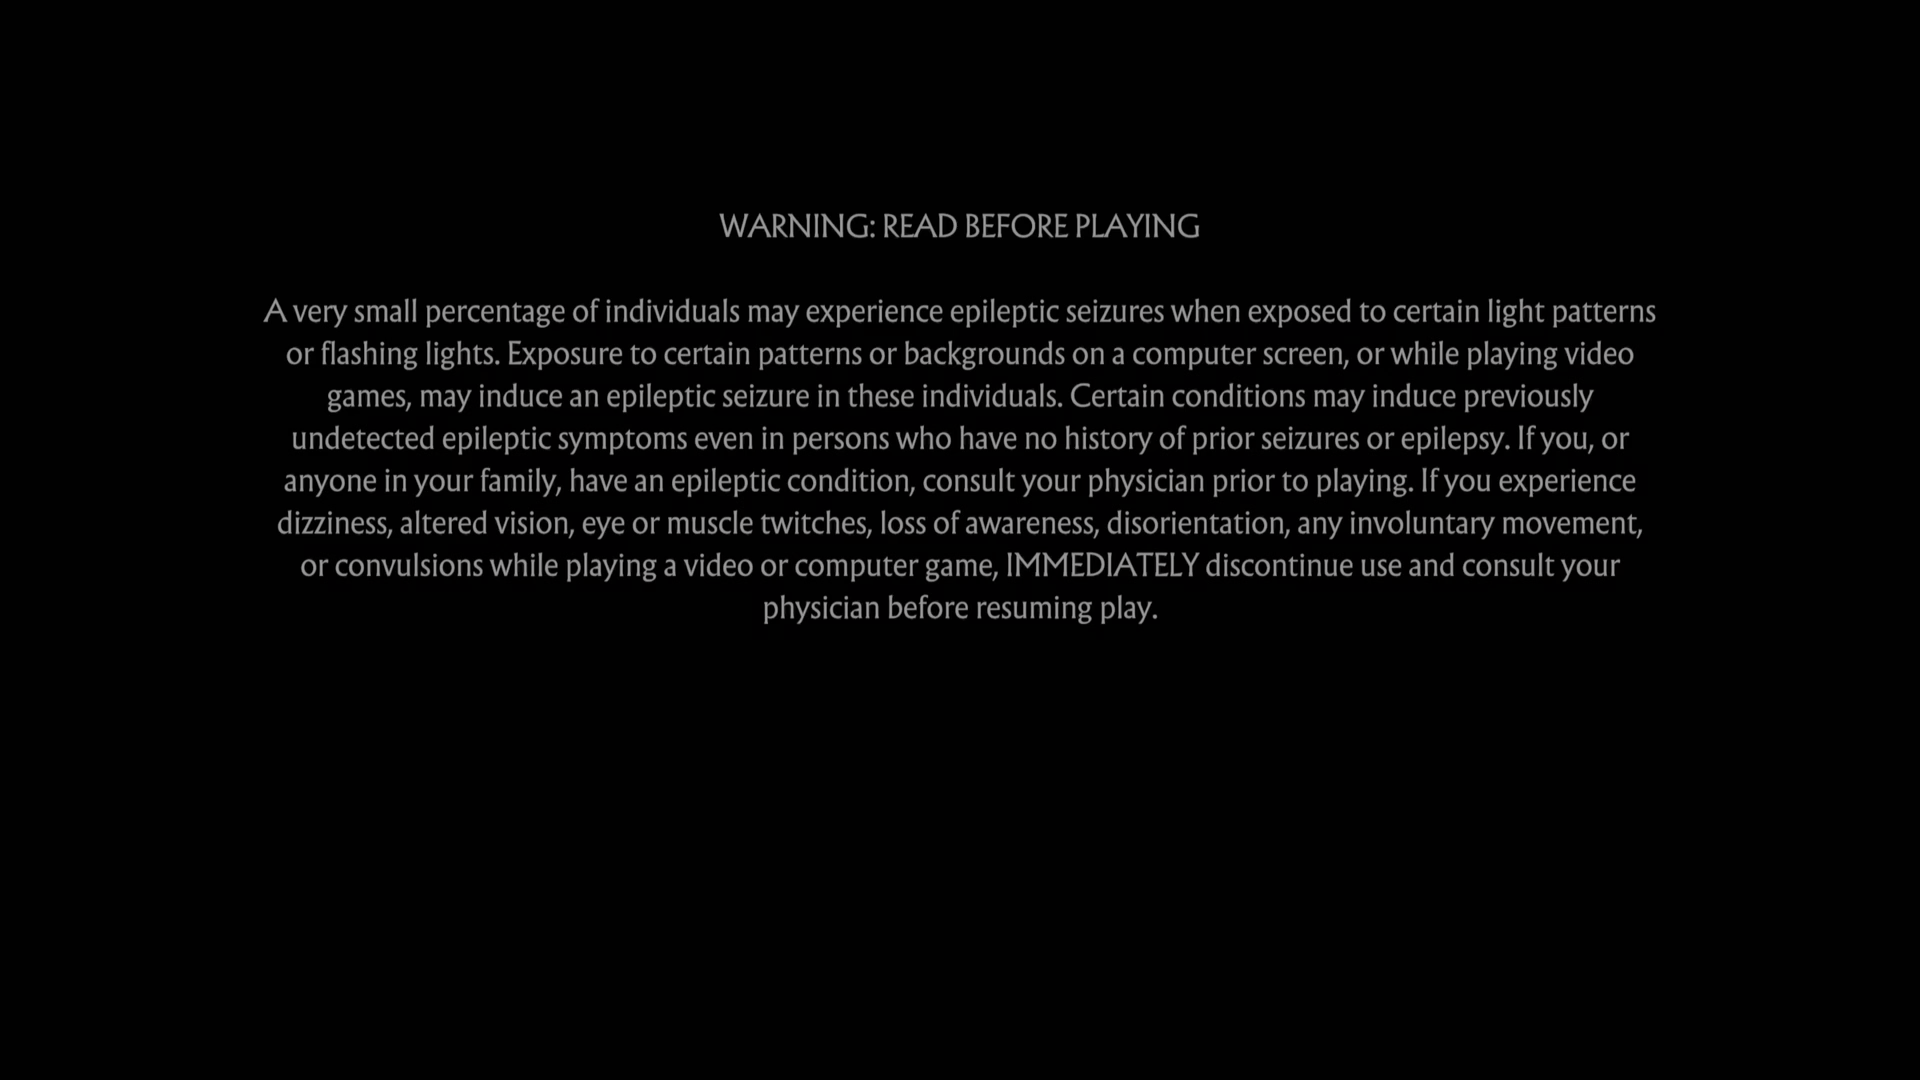 WARNING: READ BEFORE PLAYING
A very small percentage of individuals may experience epileptic seizures when exposed to certain light patterns
or flashing lights. Exposure to certain patterns or backgrounds on a computer screen, or while playing video
games, may induce an epileptic seizure in these individuals. Certain conditions may induce previously
undetected epileptic symptoms even in persons who have no history of prior seizures or epilepsy. If you, or
anyone in your family, have an epileptic condition, consult your physician prior to playing. If you experience
dizziness, altered vision, eye or muscle twitches, loss of awareness, disorientation, any involuntary movement,
or convulsions while playing a video or computer game, IMMEDIATELY discontinue use and consult your
physician before resuming play.